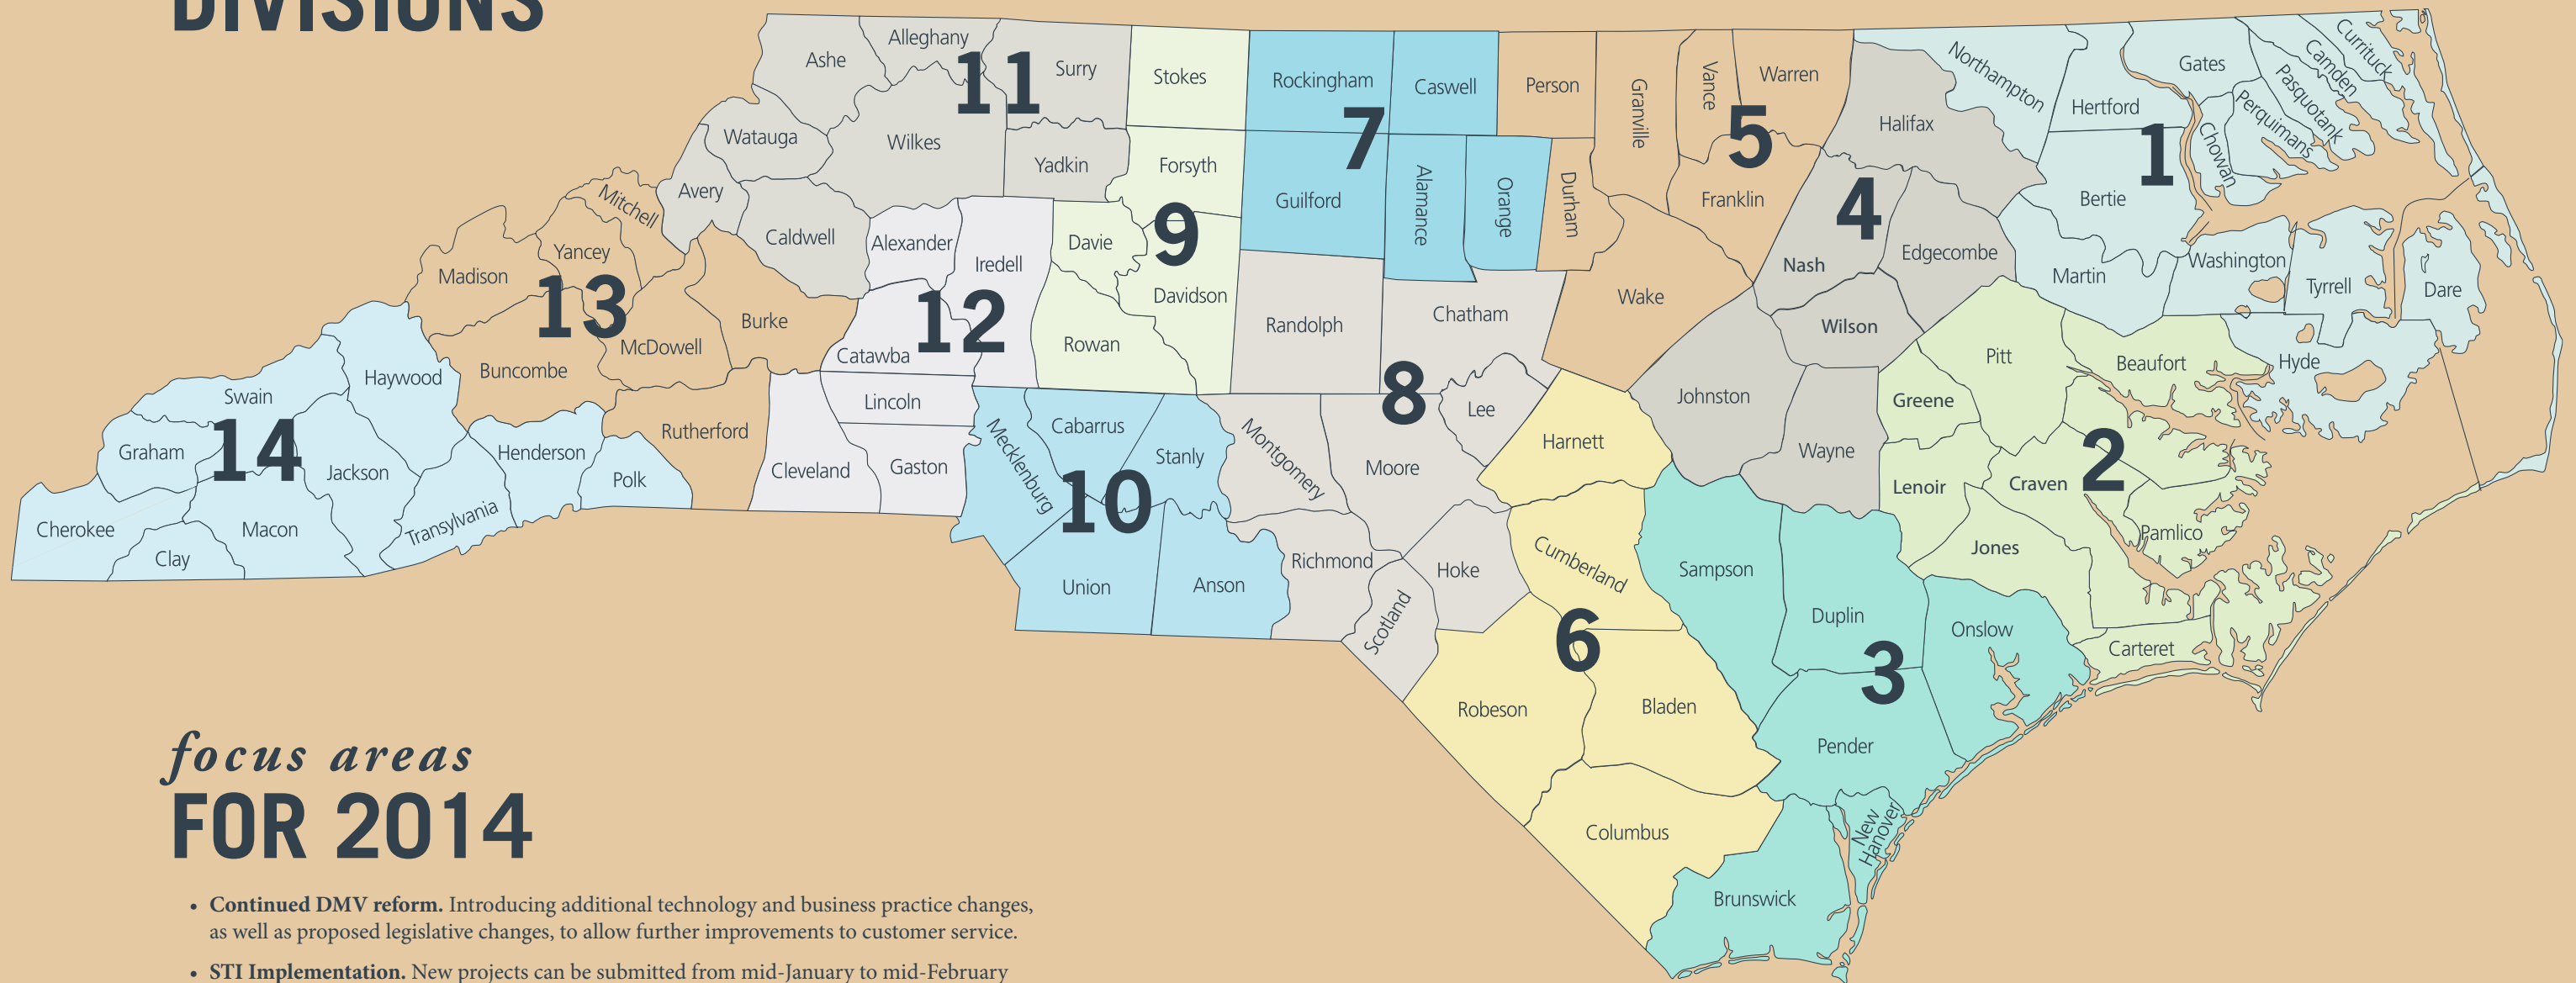 DIVISIONS
Ashe
Alleghany
11
Surry
Stokes
Rockingham
Caswell
Person
Granville
Vance
Warren
Northampton
Gates
Currituck
Camden
Pasquotank
Perquimans
Chowan
Hertford
Halifax
Watauga
Wilkes
Yadkin
Forsyth
7
Guilford
Alamance
Orange
Durham
5
Franklin
4
1
Bertie
Mitchell
Avery
Caldwell
Alexander
Iredell
Davie
9
Davidson
Nash
Edgecombe
Martin
Washington
Tyrrell
Dare
Madison
Yancey
13
McDowell
Burke
12
Catawba
Rowan
Randolph
Chatham
Wake
Wilson
Pitt
Beaufort
Hyde
Swain
Haywood
Buncombe
Rutherford
Cleveland
Lincoln
Gaston
Mecklenburg
Cabarrus
Stanly
Montgomery
8
Moore
Lee
Harnett
Johnston
Wayne
Greene
Lenoir
Craven
2
Pamlico
Graham
14
Jackson
Henderson
Polk
Cherokee
Clay
Macon
Transylvania
10
Union
Anson
Richmond
Scotland
Hoke
Cumberland
Sampson
Duplin
Jones
Onslow
Carteret
6
3
Robeson
Bladen
Pender
Columbus
New
Hanover
Brunswick
focus areas
FOR 2014
• Continued DMV reform. Introducing additional technology and business practice changes,
as well as proposed legislative changes, to allow further improvements to customer service.
• STI Implementation. New projects can be submitted from mid-January to mid-February